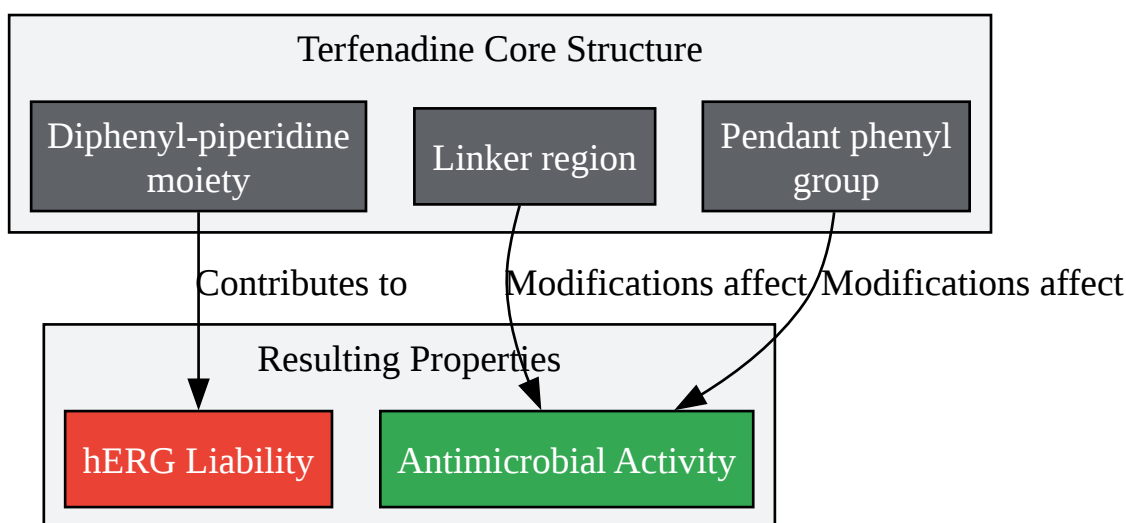 Terfenadine Core Structure
Diphenyl-piperidine
moiety
Linker region
Pendant phenyl
group
Contributes to
Modifications affect
Modifications affect
Resulting Properties
hERG Liability
Antimicrobial Activity